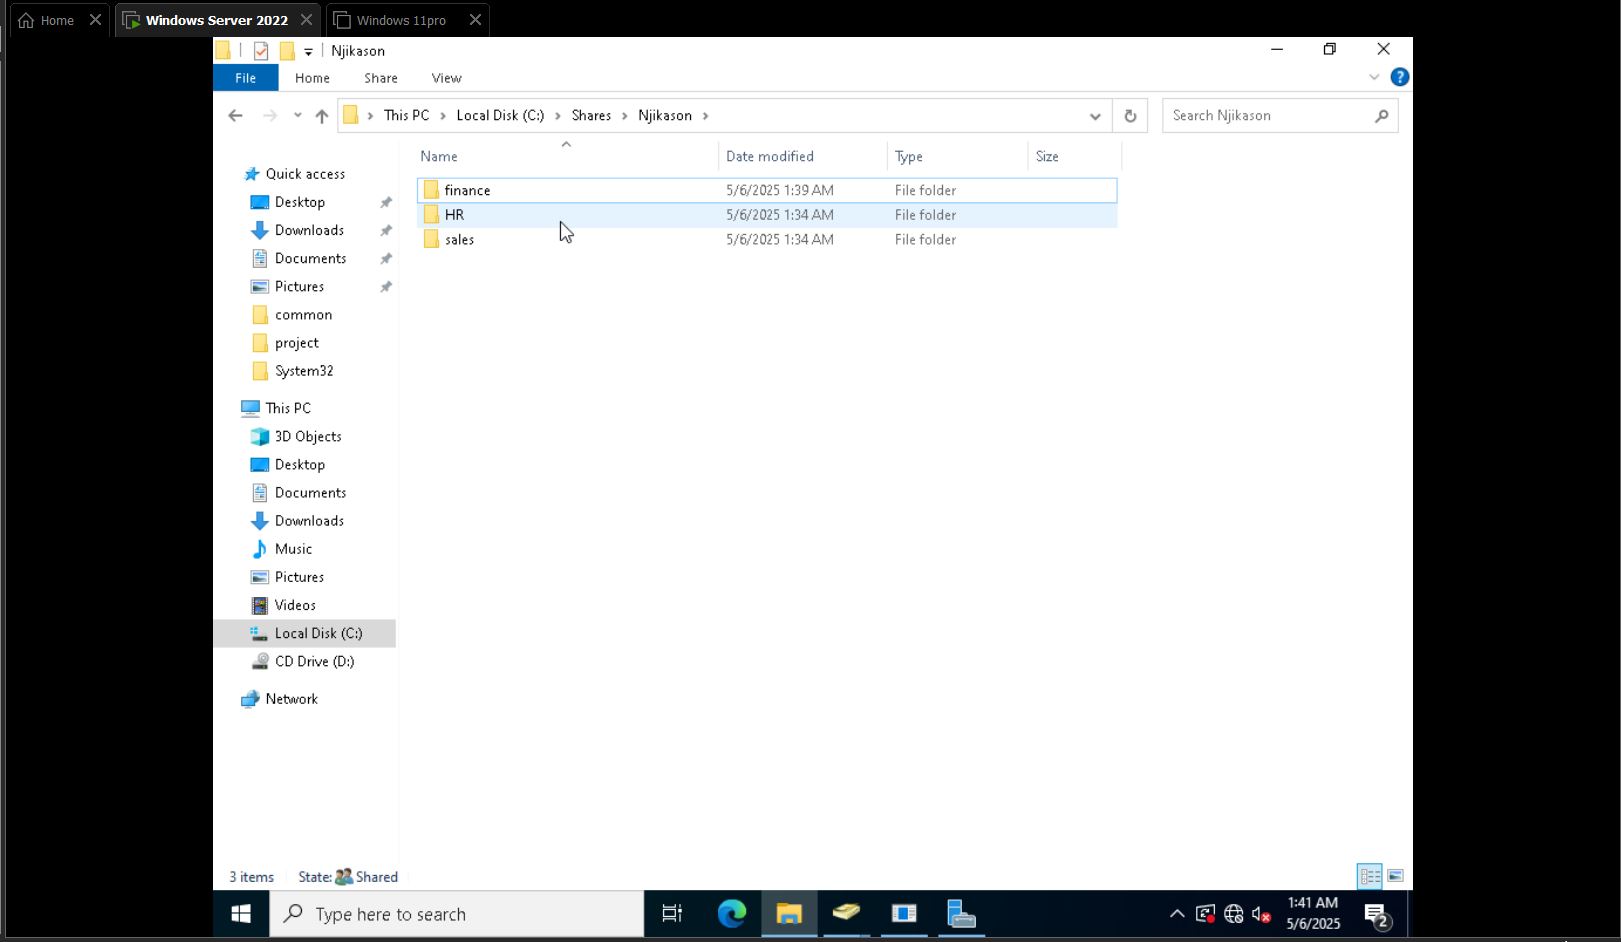 Home
Windows Server 2022
Windows 11pro
Njikason
File Home Share View
This PC Local Disk (C:) Shares Njikason
Search Njikason
Name Date modified Type Size
finance 5/6/2025 1:39 AM File folder
HR 5/6/2025 1:34 AM File folder
sales 5/6/2025 1:34 AM File folder
Quick access
Desktop
Downloads
Documents
Pictures
common
project
System32
This PC
3D Objects
Desktop
Documents
Downloads
Music
Pictures
Videos
Local Disk (C:)
CD Drive (D:)
Network
3 items State: Shared
Type here to search
1:41 AM
5/6/2025
2